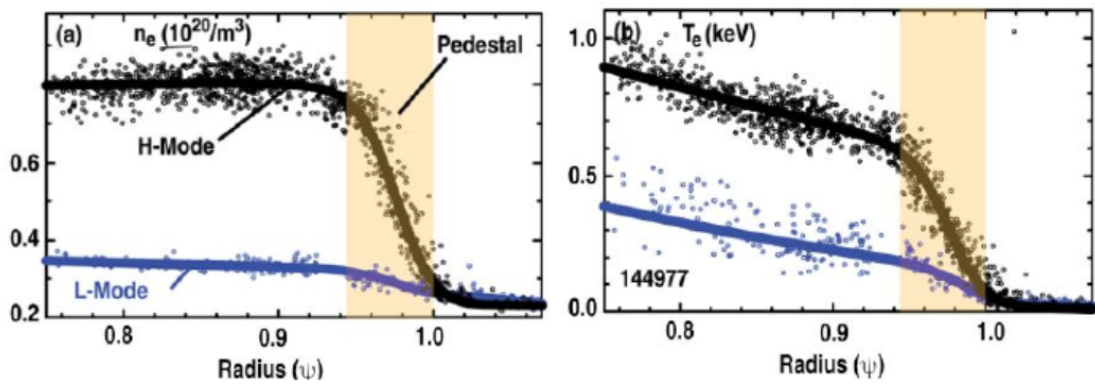 (a) n_e (10^20/m^3)
Pedestal
H-Mode
L-Mode
0.6
0.4
0.2
0.8
0.9
1.0
Radius (ψ)
(b) T_e (keV)
1.0
0.5
0.0
144977
0.8
0.9
1.0
Radius (ψ)